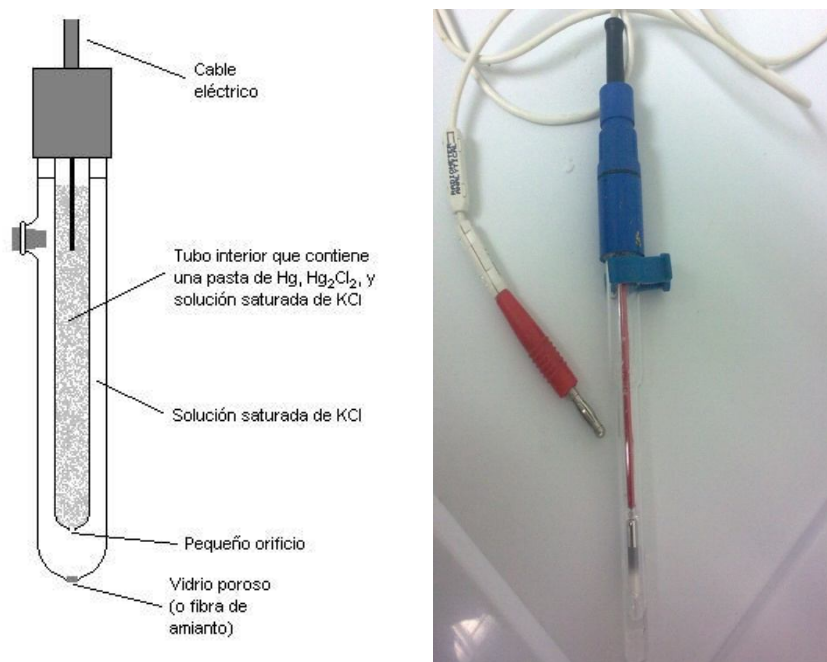 Cable
eléctrico
Tubo interior que contiene
una pasta de Hg, Hg₂Cl₂, y
solución saturada de KCl
Solución saturada de KCl
Pequeño orificio
Vidrio poroso
(o fibra de
amianto)